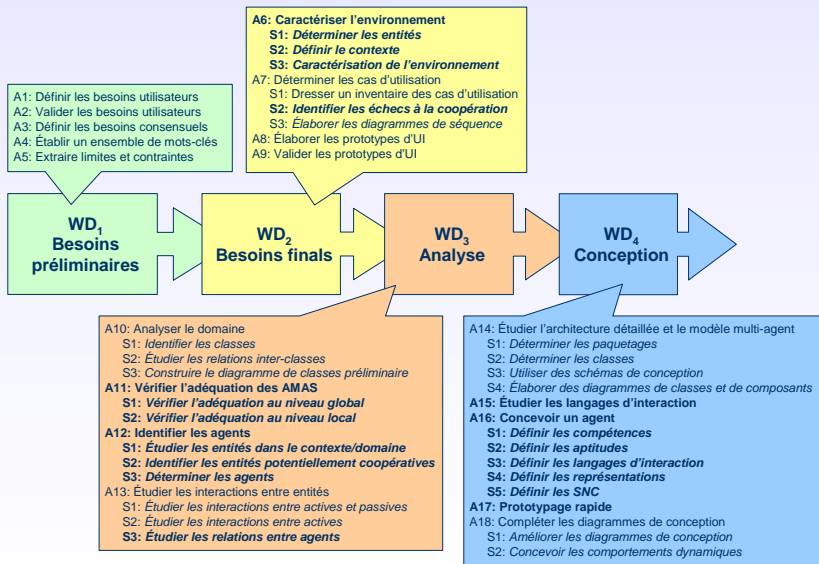 A6: Caractériser l'environnement
S1: Déterminer les entités
S2: Définir le contexte
S3: Caractérisation de l'environnement
A7: Déterminer les cas d'utilisation
S1: Dresser un inventaire des cas d'utilisation
S2: Identifier les échecs à la coopération
S3: Élaborer les diagrammes de séquence
A8: Élaborer les prototypes d'UI
A9: Valider les prototypes d'UI
A1: Définir les besoins utilisateurs
A2: Valider les besoins utilisateurs
A3: Définir les besoins consensuels
A4: Établir un ensemble de mots-clés
A5: Extraire limites et contraintes
WD1
Besoins
préliminaires
WD2
Besoins finals
WD3
Analyse
WD4
Conception
A10: Analyser le domaine
S1: Identifier les classes
S2: Étudier les relations inter-classes
S3: Construire le diagramme de classes préliminaire
A11: Vérifier l'adéquation des AMAS
S1: Vérifier l'adéquation au niveau global
S2: Vérifier l'adéquation au niveau local
A12: Identifier les agents
S1: Étudier les entités dans le contexte/domaine
S2: Identifier les entités potentiellement coopératives
S3: Déterminer les agents
A13: Étudier les interactions entre entités
S1: Étudier les interactions entre actives et passives
S2: Étudier les interactions entre actives
S3: Étudier les relations entre agents
A14: Étudier l'architecture détaillée et le modèle multi-agent
S1: Déterminer les paquetages
S2: Déterminer les classes
S3: Utiliser des schémas de conception
S4: Élaborer des diagrammes de classes et de composants
A15: Étudier les langages d'interaction
A16: Concevoir un agent
S1: Définir les compétences
S2: Définir les aptitudes
S3: Définir les langages d'interaction
S4: Définir les représentations
S5: Définir les SNC
A17: Prototypage rapide
A18: Compléter les diagrammes de conception
S1: Améliorer les diagrammes de conception
S2: Concevoir les comportements dynamiques